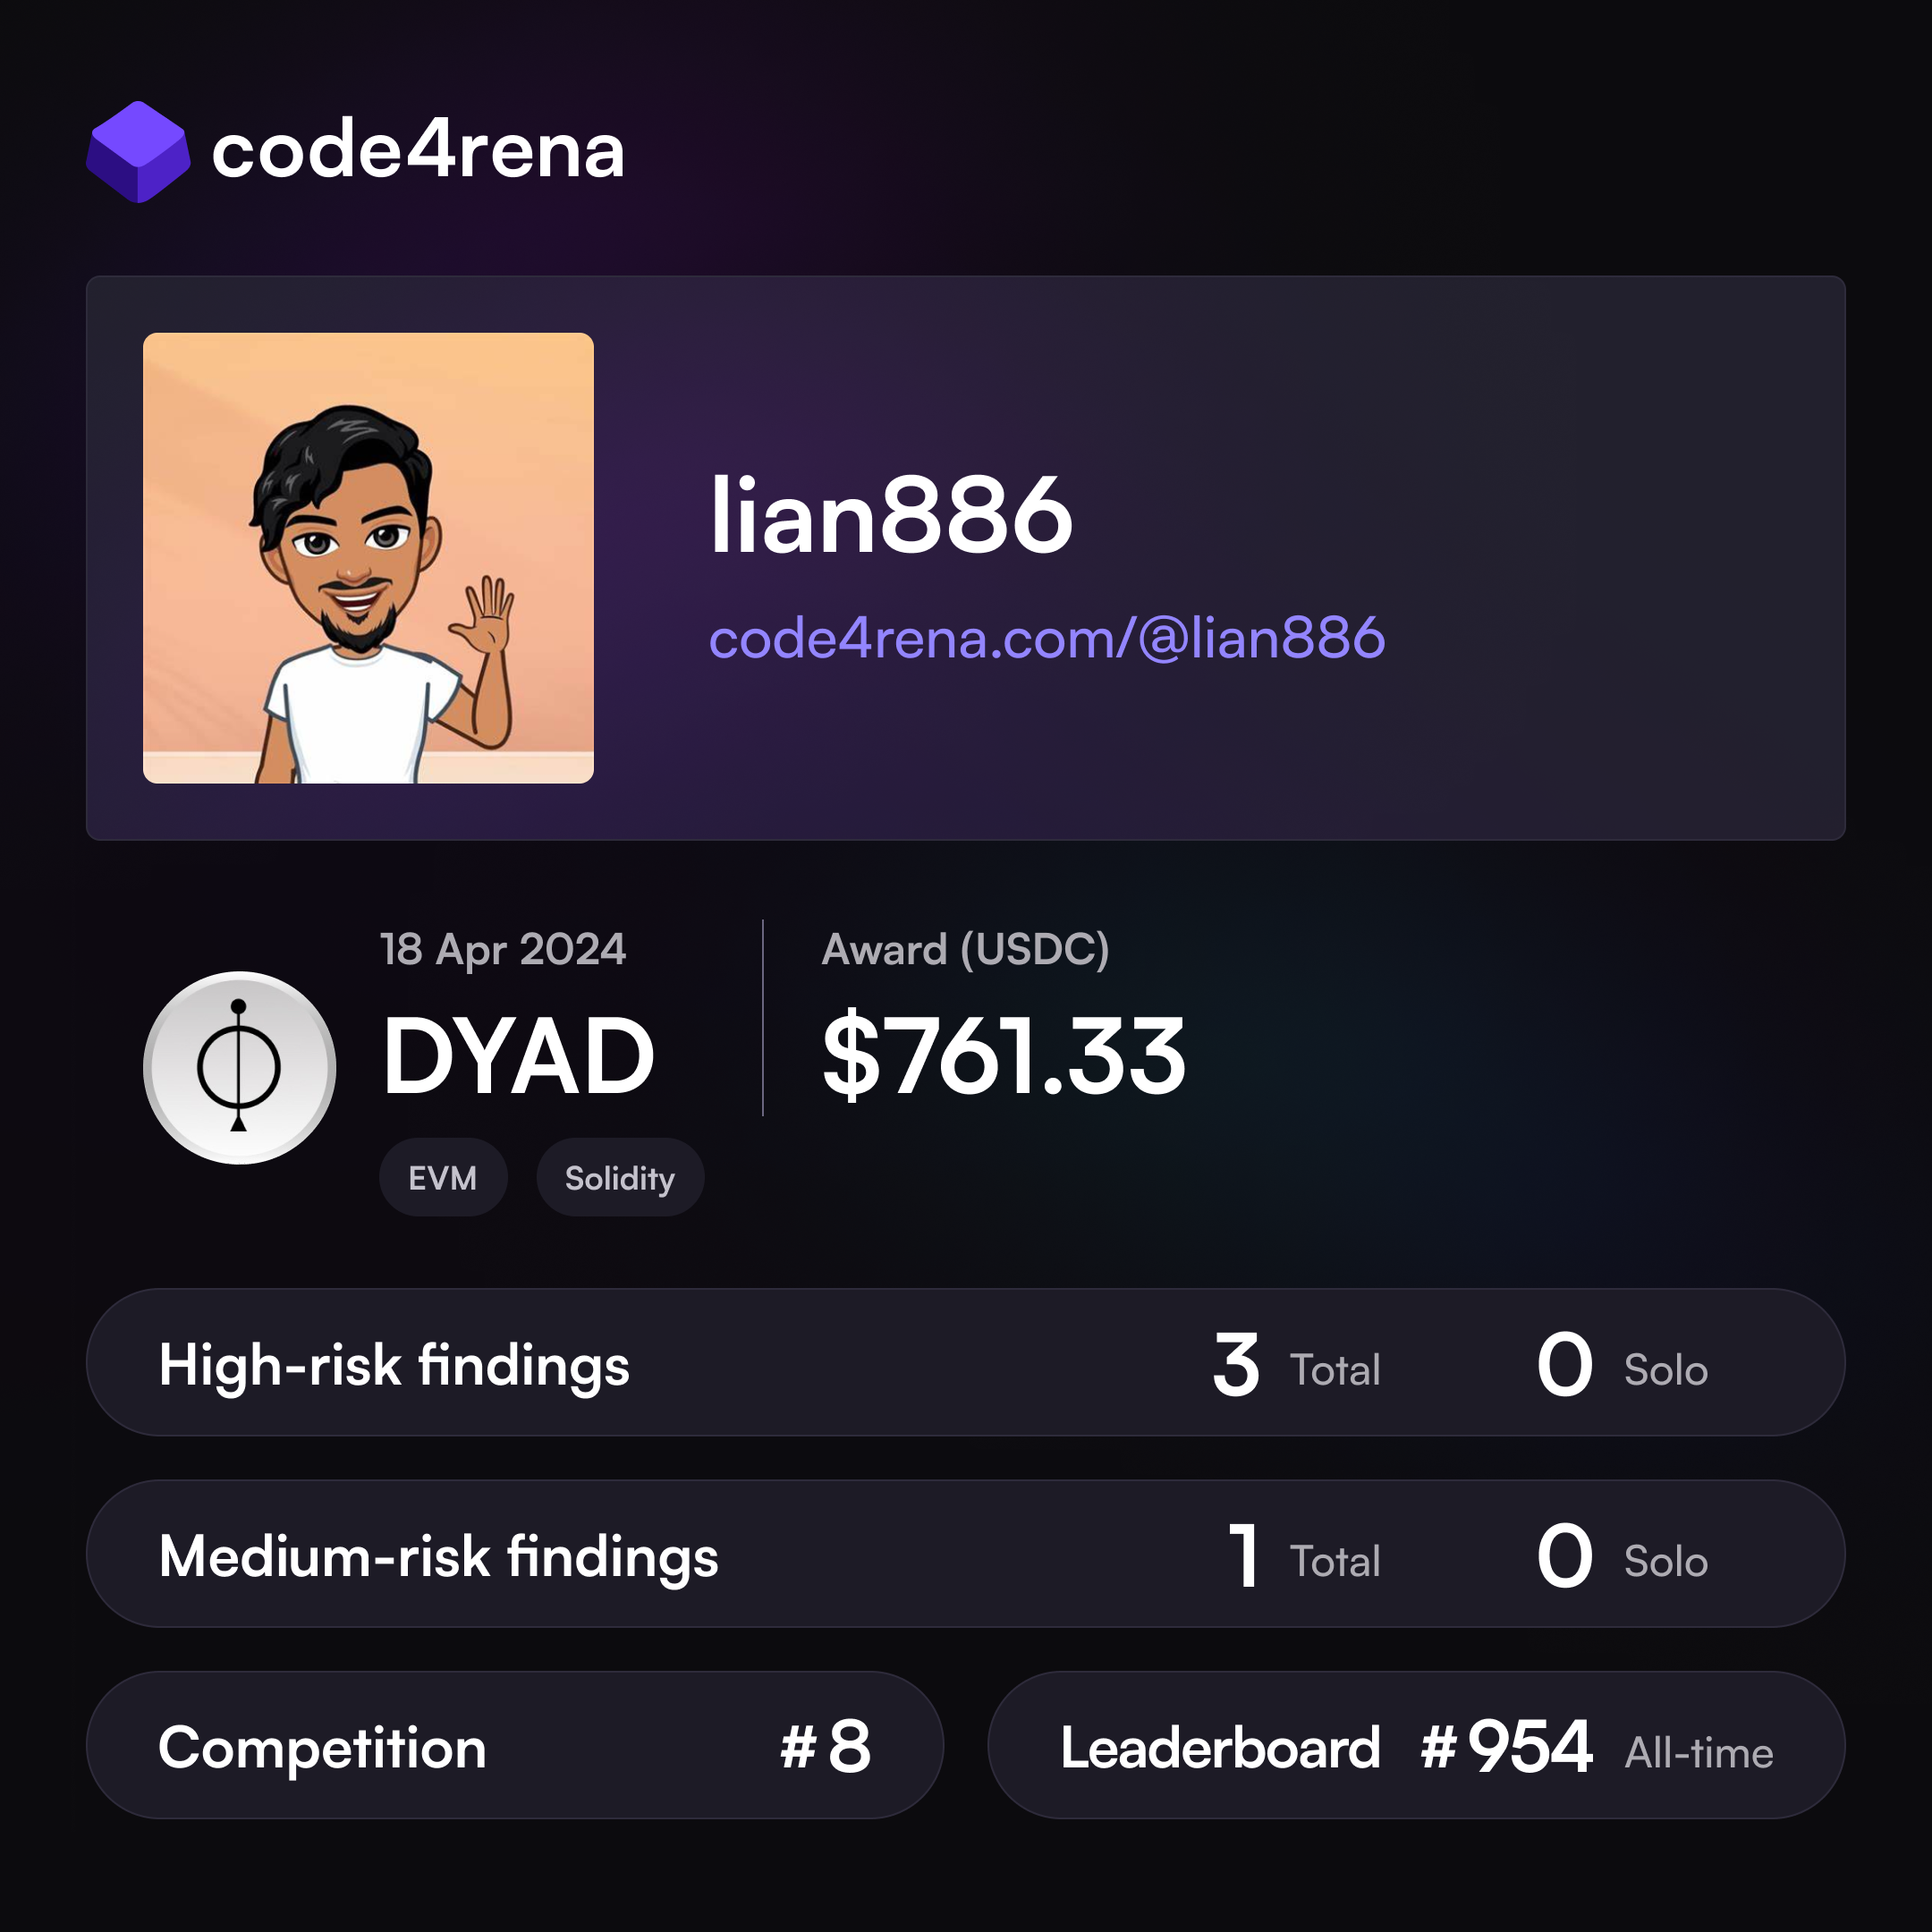 code4rena
lian886
code4rena.com/@lian886
18 Apr 2024
DYAD
EVM Solidity
Award (USDC)
$761.33
High-risk findings 3 Total 0 Solo
Medium-risk findings 1 Total 0 Solo
Competition #8
Leaderboard #954 All-time